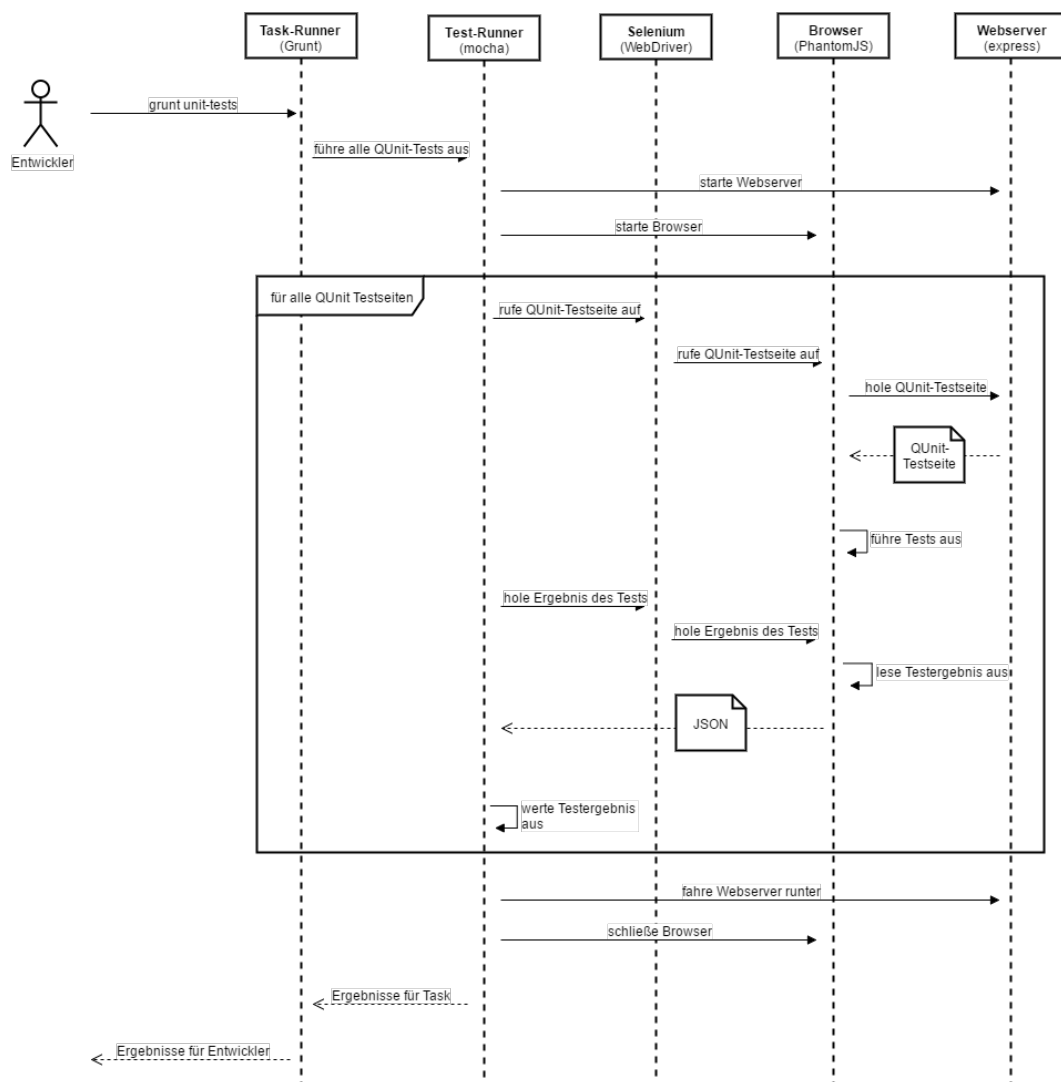 Task-Runner
(Grunt)
Test-Runner
(mocha)
Selenium
(WebDriver)
Browser
(PhantomJS)
Webserver
(express)
grunt unit-tests
Entwickler
führe alle QUnit-Tests aus
starte Webserver
starte Browser
für alle QUnit Testseiten
rufe QUnit-Testseite auf
rufe QUnit-Testseite auf
hole QUnit-Testseite
QUnit-
Testseite
führe Tests aus
hole Ergebnis des Tests
hole Ergebnis des Tests
lese Testergebnis aus
JSON
werte Testergebnis
aus
fahre Webserver runter
schließe Browser
Ergebnisse für Task
Ergebnisse für Entwickler